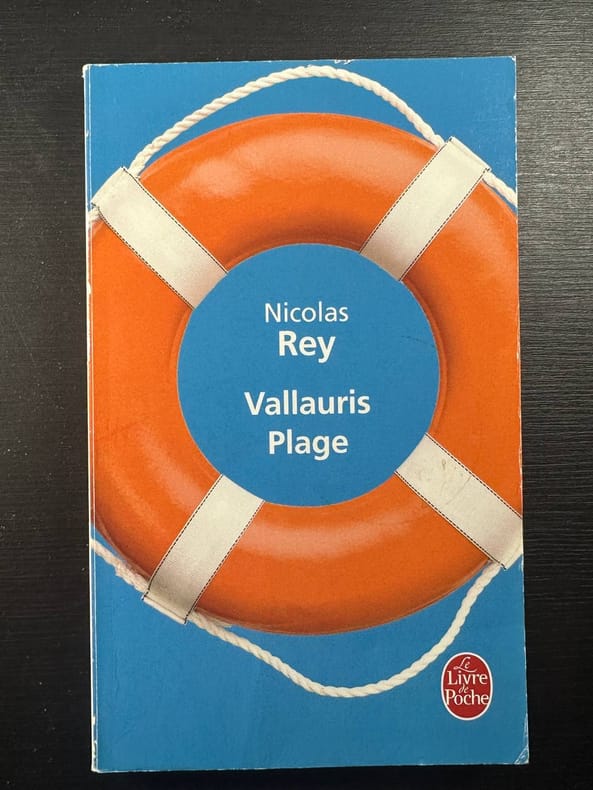 Nicolas
Rey
Vallauris
Plage
Le
Livre
de
Poche